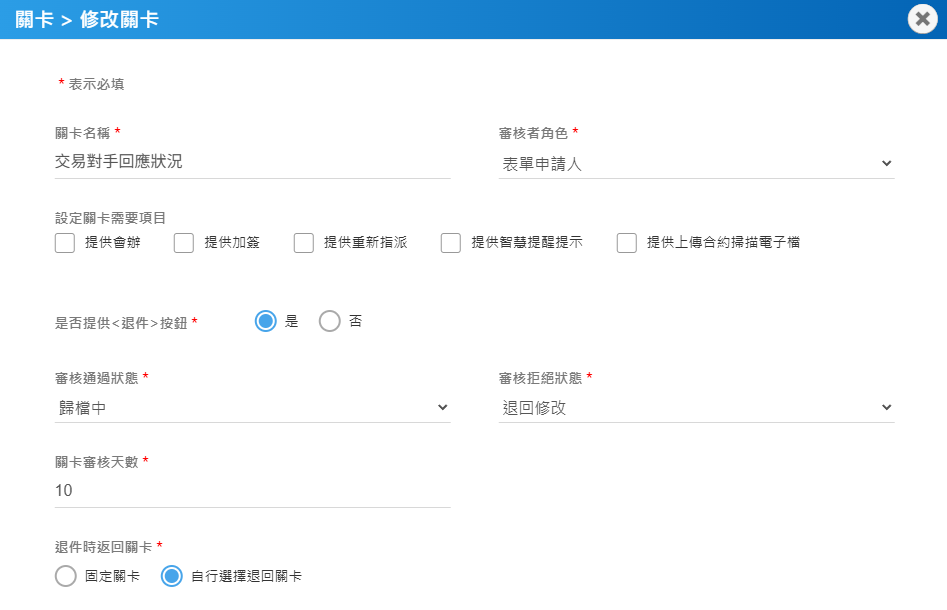 關卡 > 修改關卡
* 表示必填
關卡名稱 * 審核者角色 *
交易對手回應狀況 表單申請人
設定關卡需要項目
提供會辦 提供加簽 提供重新指派 提供智慧提醒提示 提供上傳合約掃描電子檔
是否提供<退件>按鈕 * 是 否
審核通過狀態 * 審核拒絕狀態 *
歸檔中 退回修改
關卡審核天數 *
10
退件時返回關卡 *
固定關卡 自行選擇退回關卡